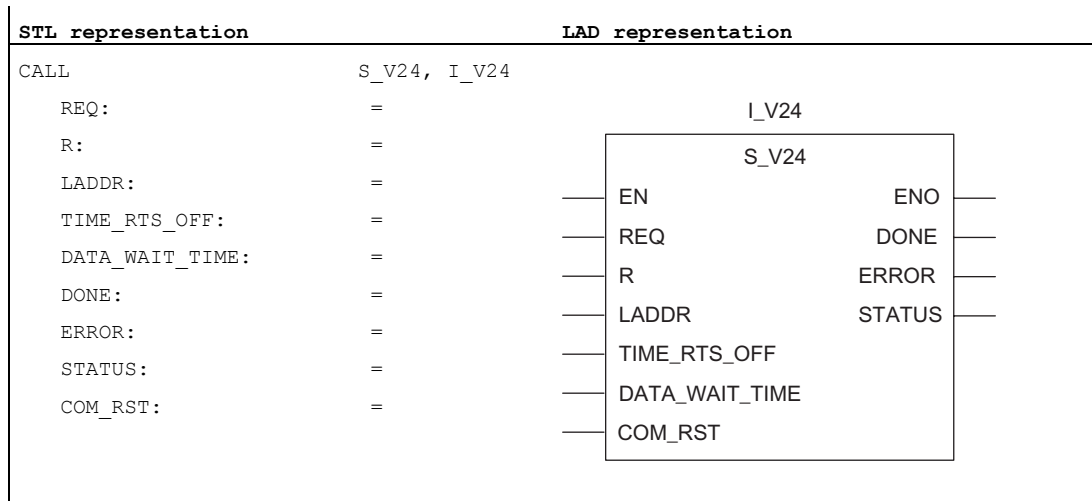 STL representation
LAD representation
CALL S_V24, I_V24
REQ: =
R: =
LADDR: =
TIME_RTS_OFF: =
DATA_WAIT_TIME: =
DONE: =
ERROR: =
STATUS: =
COM_RST: =
I_V24
S_V24
EN ENO
REQ DONE
R ERROR
LADDR STATUS
TIME_RTS_OFF
DATA_WAIT_TIME
COM_RST